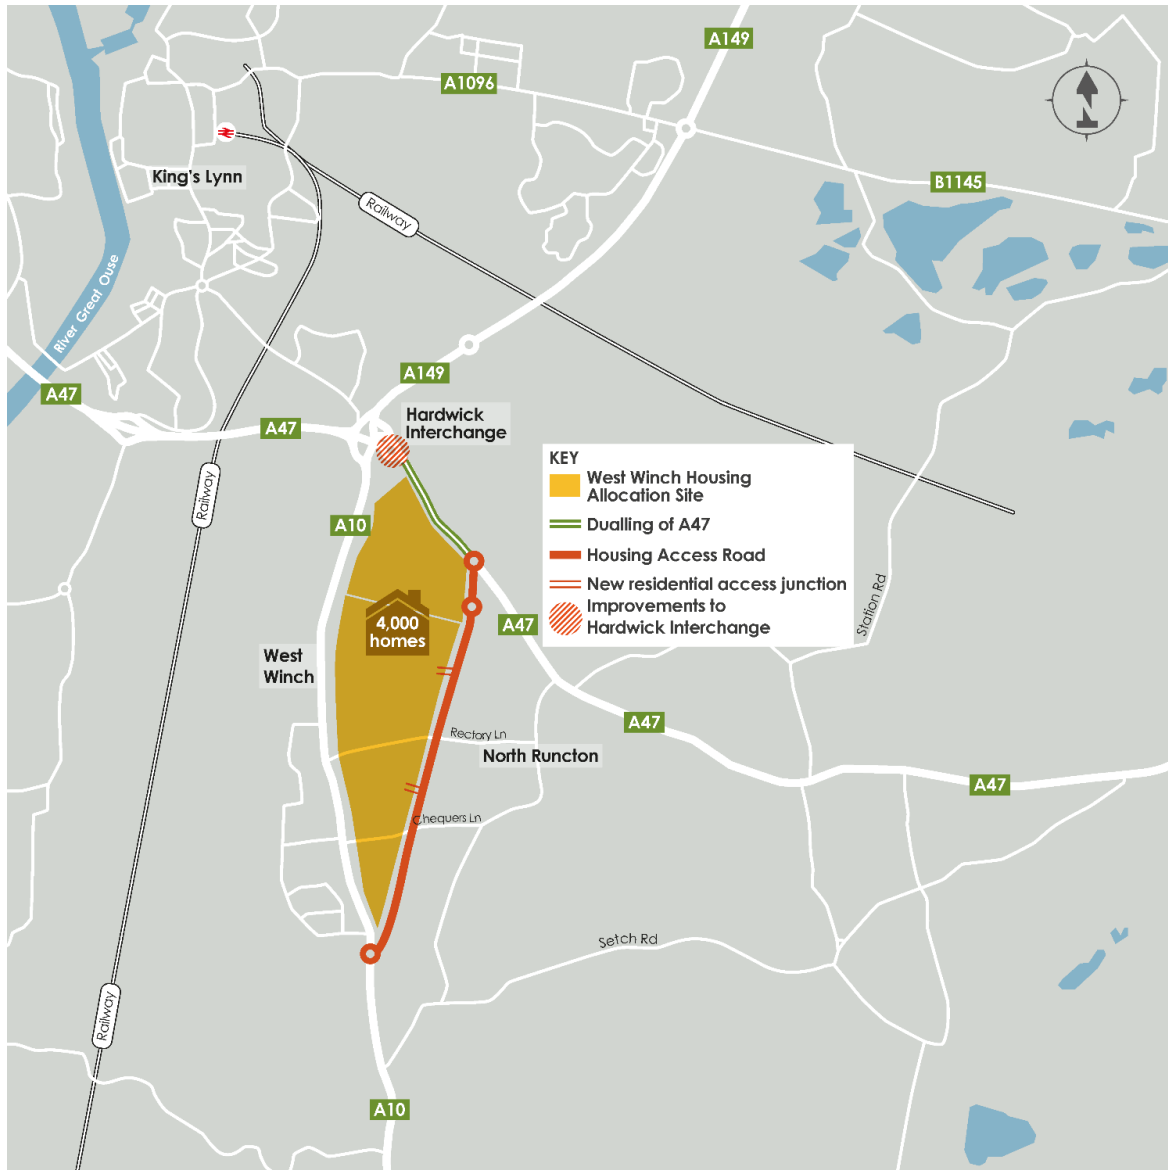 A149
A1096
King's Lynn
B1145
Railway
River Great Ouse
A149
A47
A47
Hardwick
Interchange
KEY
West Winch Housing
Allocation Site
Dualling of A47
Housing Access Road
New residential access junction
Improvements to
Hardwick Interchange
Railway
A10
4,000
homes
A47
Station Rd
West
Winch
A47
Rectory Ln
North Runcton
A47
Chequers Ln
Setch Rd
Railway
A10
N